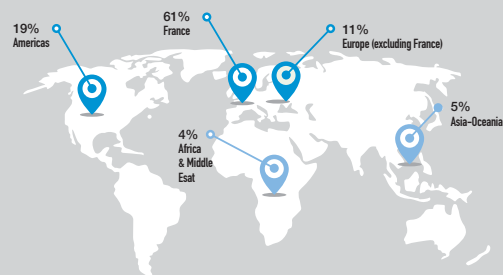 19%
Americas
61%
France
11%
Europe (excluding France)
4%
Africa
& Middle
Esat
5%
Asia-Oceania